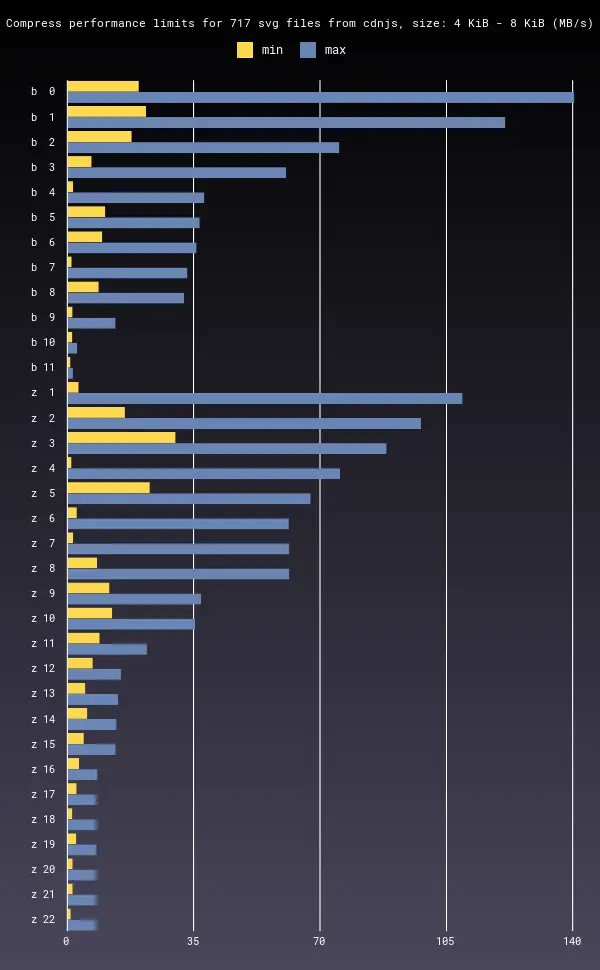 Compress performance limits for 717 svg files from cdnjs, size: 4 KiB - 8 KiB (MB/s)
min max
b 0
b 1
b 2
b 3
b 4
b 5
b 6
b 7
b 8
b 9
b 10
b 11
z 1
z 2
z 3
z 4
z 5
z 6
z 7
z 8
z 9
z 10
z 11
z 12
z 13
z 14
z 15
z 16
z 17
z 18
z 19
z 20
z 21
z 22
0 35 70 105 140